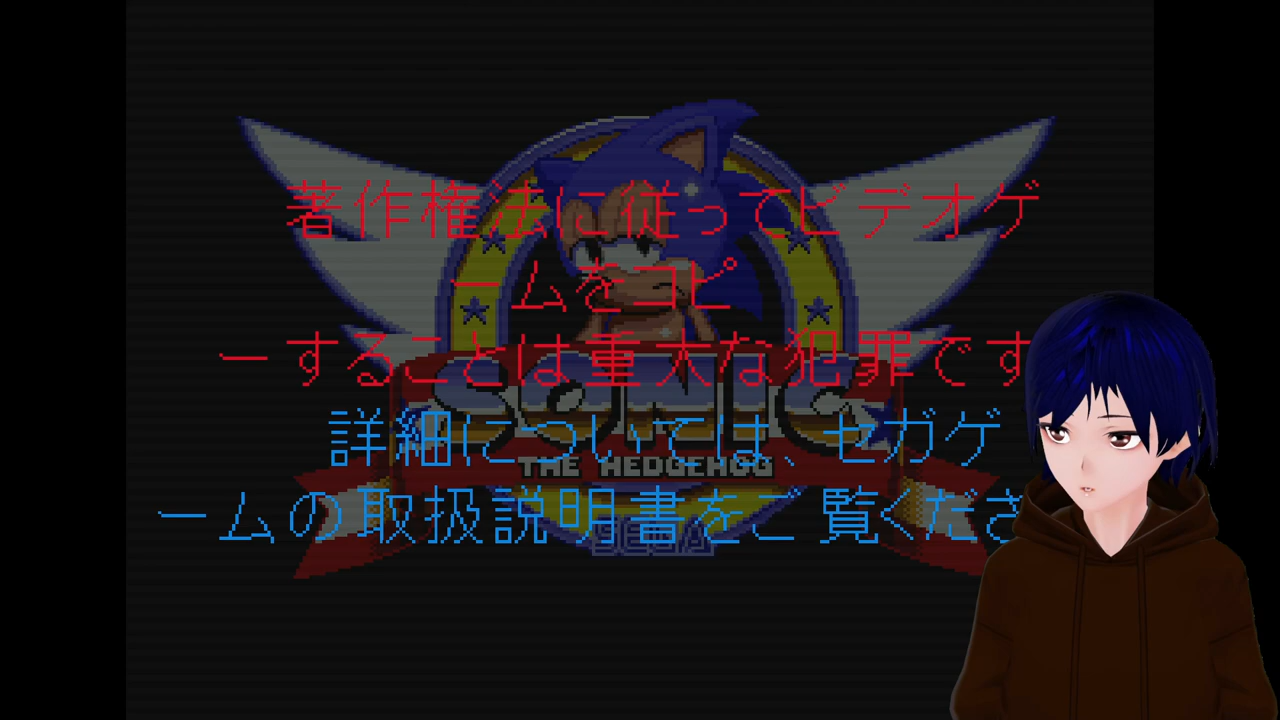 著作権法に従ってビデオゲ
ームをコピ
ーすることは重大な犯罪です
詳細については、セガゲ
ームの取扱説明書をご覧くださ
SONIC
THE HEDGEHOG
SEGA